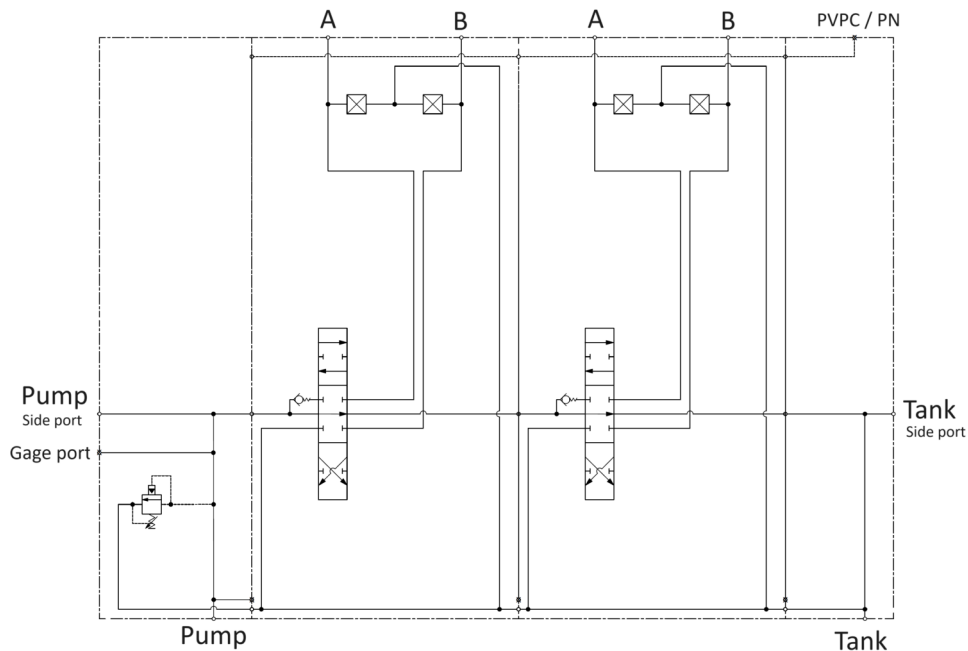 A
B
A
B
PVPC / PN
Pump
Side port
Gage port
Tank
Side port
Pump
Tank